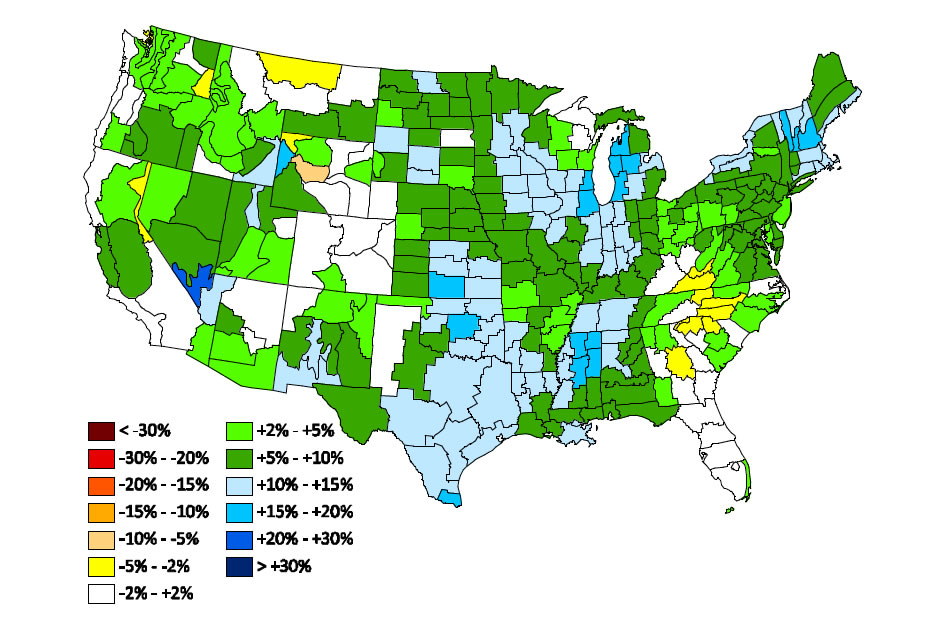 < -30%
-30% - -20%
-20% - -15%
-15% - -10%
-10% - -5%
-5% - -2%
-2% - +2%
+2% - +5%
+5% - +10%
+10% - +15%
+15% - +20%
+20% - +30%
> +30%